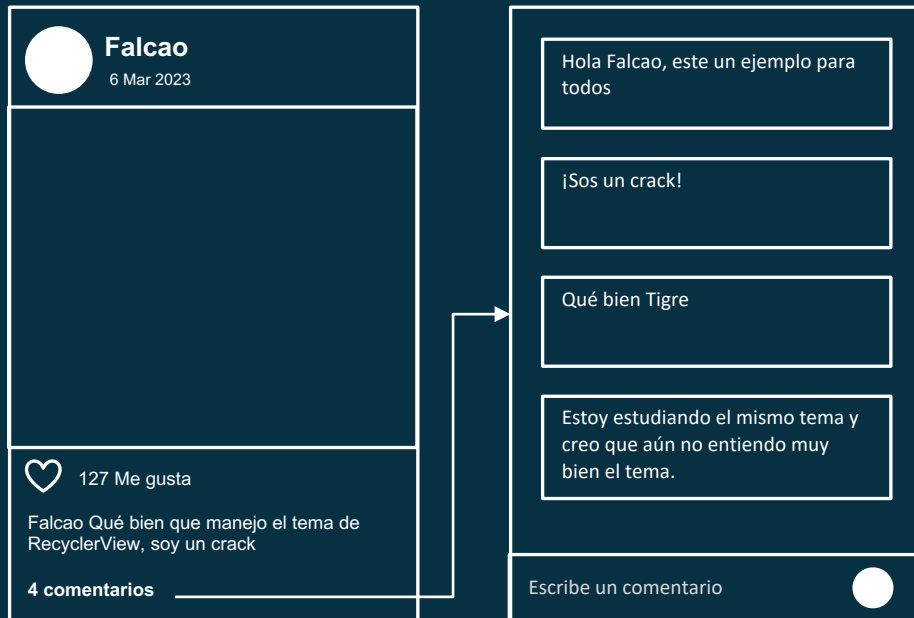 Falcao
6 Mar 2023
127 Me gusta
Falcao Qué bien que manejo el tema de
RecyclerView, soy un crack
4 comentarios
Hola Falcao, este un ejemplo para
todos
¡Sos un crack!
Qué bien Tigre
Estoy estudiando el mismo tema y
creo que aún no entiendo muy
bien el tema.
Escribe un comentario